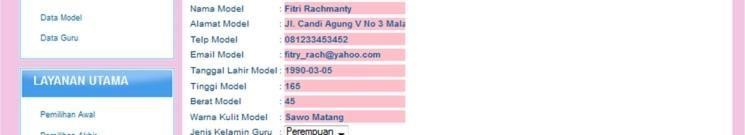 Data Model
Data Guru
LAYANAN UTAMA
Pemilihan Awal
Pemilihan Akhir
Nama Model : Fitri Rachmanty
Alamat Model : Jl. Candi Agung V No 3 Mala
Telp Model : 081233453452
Email Model : fitry_rach@yahoo.com
Tanggal Lahir Model : 1990-03-05
Tinggi Model : 165
Berat Model : 45
Warna Kulit Model : Sawo Matang
Jenis Kelamin Guru : Perempuan